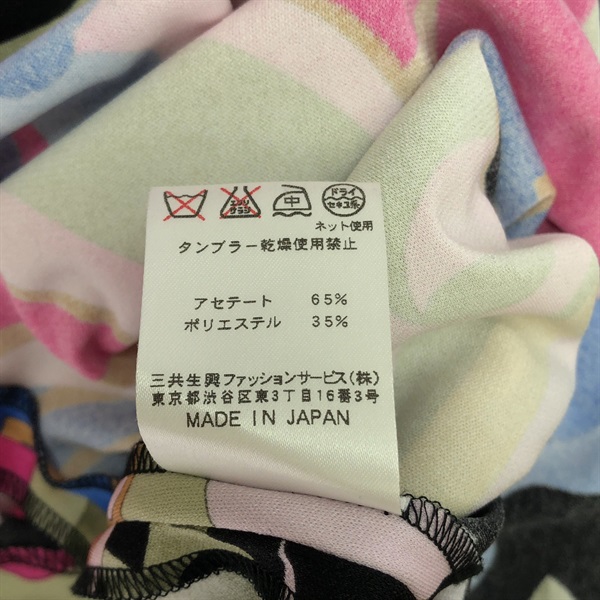 エンソ サラシ 中 ドライ セキユ系
ネット使用
タンブラー乾燥使用禁止
アセテート 65%
ポリエステル 35%
三共生興ファッションサービス(株)
東京都渋谷区東3丁目16番3号
MADE IN JAPAN